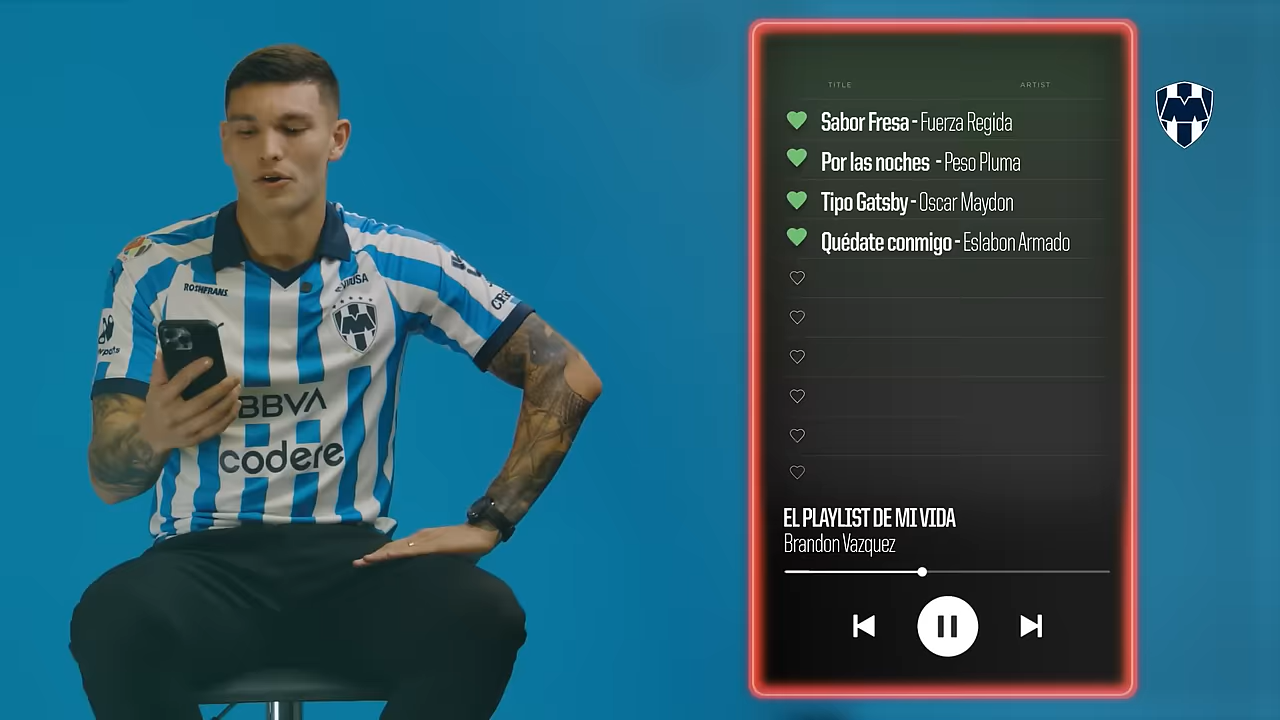 TITLE ARTIST
Sabor Fresa - Fuerza Regida
Por las noches - Peso Pluma
Tipo Gatsby - Oscar Maydon
Quédate conmigo - Eslabon Armado
EL PLAYLIST DE MI VIDA
Brandon Vazquez
ROSHFRANS
BBVA
codere